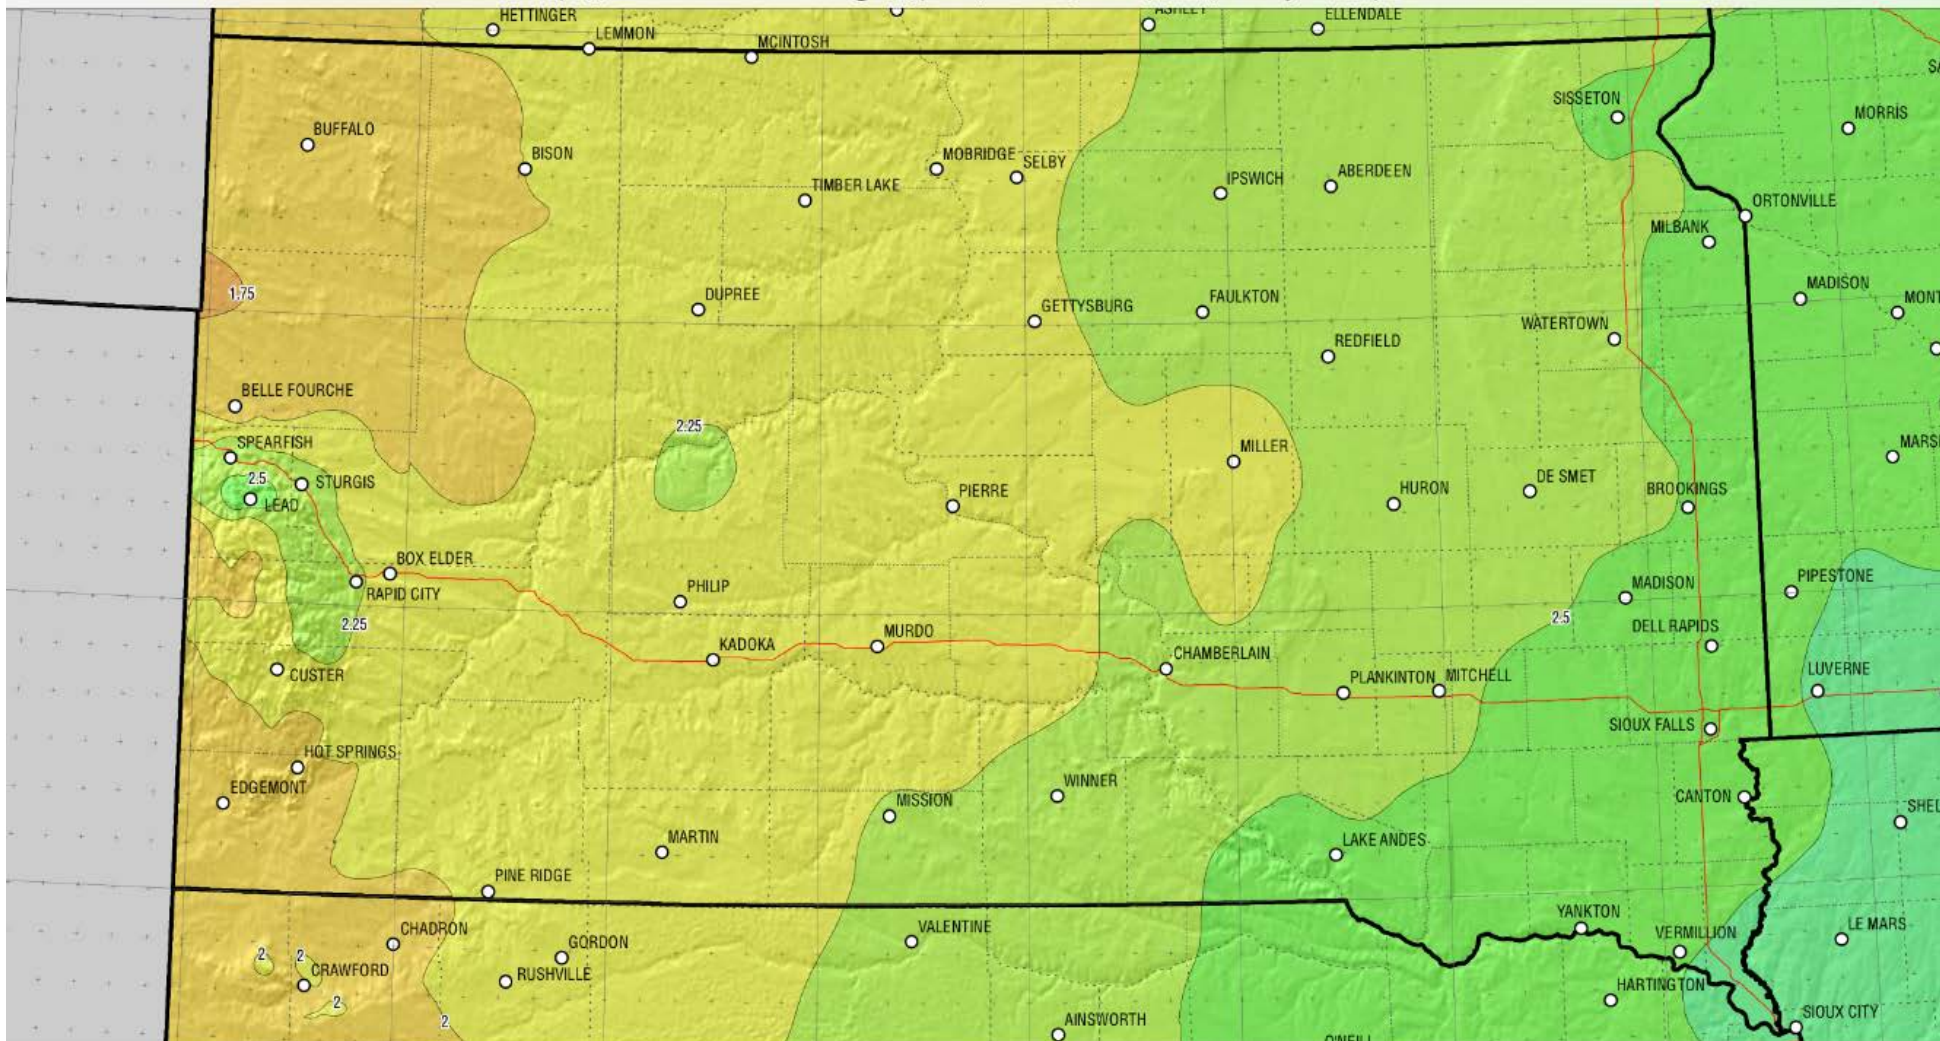 HETTINGER
ELLENDALE
LEMMON
MCINTOSH
SISSETON
MORRIS
BUFFALO
BISON
MOBRIDGE
SELBY
TIMBER LAKE
IPSWICH
ABERDEEN
ORTONVILLE
MILBANK
1.75
DUPREE
GETTYSBURG
FAULKTON
MADISON
WATERTOWN
REDFIELD
BELLE FOURCHE
2.25
SPEARFISH
MILLER
2.5
STURGIS
LEAD
PIERRE
HURON
DE SMET
BROOKINGS
BOX ELDER
RAPID CITY
PHILIP
MADISON
PIPESTONE
2.25
2.5
DELL RAPIDS
MURDO
KADOKA
CHAMBERLAIN
CUSTER
PLANKINTON
MITCHELL
LUVERNE
SIOUX FALLS
HOT SPRINGS
EDGEMONT
MISSION
WINNER
CANTON
MARTIN
LAKE ANDES
PINE RIDGE
CHADRON
VALENTINE
YANKTON
VERMILLION
LE MARS
2
2
GORDON
CRAWFORD
RUSHVILLE
HARTINGTON
2
2
AINSWORTH
SIOUX CITY